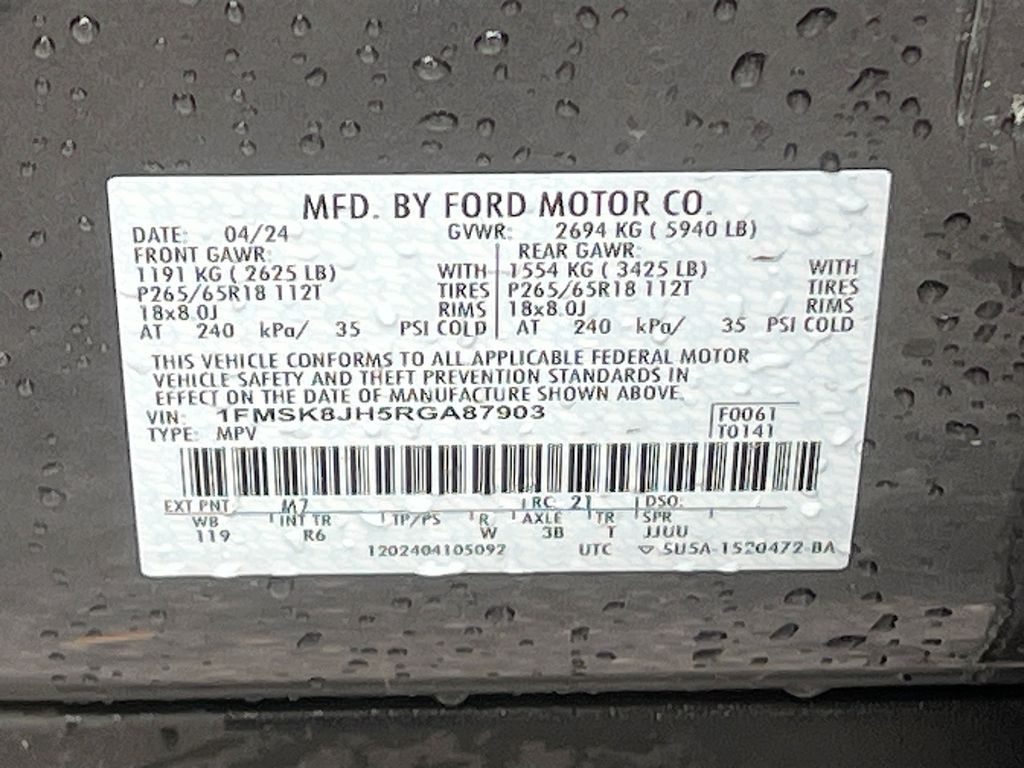 MFD. BY FORD MOTOR CO.
DATE: 04/24 GVWR: 2694 KG ( 5940 LB)
FRONT GAWR: REAR GAWR:
1191 KG ( 2625 LB) WITH 1554 KG ( 3425 LB) WITH
P265/65R18 112T TIRES P265/65R18 112T TIRES
18x8.0J RIMS 18x8.0J RIMS
AT 240 kPa/ 35 PSI COLD AT 240 kPa/ 35 PSI COLD
THIS VEHICLE CONFORMS TO ALL APPLICABLE FEDERAL MOTOR
VEHICLE SAFETY AND THEFT PREVENTION STANDARDS IN
EFFECT ON THE DATE OF MANUFACTURE SHOWN ABOVE.
VIN: 1FMSK8JH5RGA87903 F0061
TYPE: MPV T0141
EXT PNT M7 RC: 21 DSO:
WB INT TR TP/PS R AXLE TR SPR
119 R6 W 3B T JJUU
1202404105092 UTC ▽ 5U5A-1520472-BA